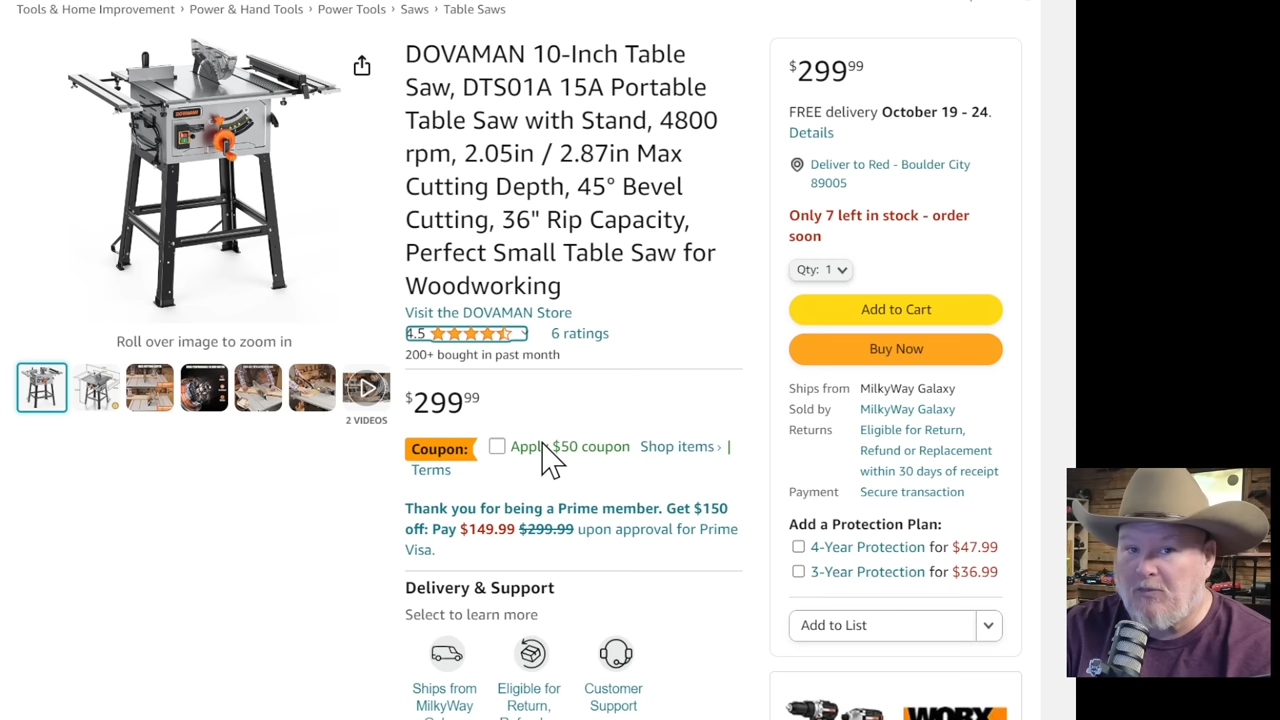 Tools & Home Improvement › Power & Hand Tools › Power Tools › Saws › Table Saws
DOVAMAN 10-Inch Table
Saw, DTS01A 15A Portable
Table Saw with Stand, 4800
rpm, 2.05in / 2.87in Max
Cutting Depth, 45° Bevel
Cutting, 36" Rip Capacity,
Perfect Small Table Saw for
Woodworking
Visit the DOVAMAN Store
4.5
6 ratings
200+ bought in past month
$299 99
Coupon: Apply $50 coupon Shop items › |
Terms
Thank you for being a Prime member. Get $150
off: Pay $149.99 $299.99 upon approval for Prime
Visa.
Delivery & Support
Select to learn more
Ships from
MilkyWay
Eligible for
Return,
Customer
Support
Roll over image to zoom in
2 VIDEOS
$299 99
FREE delivery October 19 - 24.
Details
Deliver to Red - Boulder City
89005
Only 7 left in stock - order
soon
Qty: 1
Add to Cart
Buy Now
Ships from MilkyWay Galaxy
Sold by MilkyWay Galaxy
Returns Eligible for Return,
Refund or Replacement
within 30 days of receipt
Payment Secure transaction
Add a Protection Plan:
4-Year Protection for $47.99
3-Year Protection for $36.99
Add to List
WORX